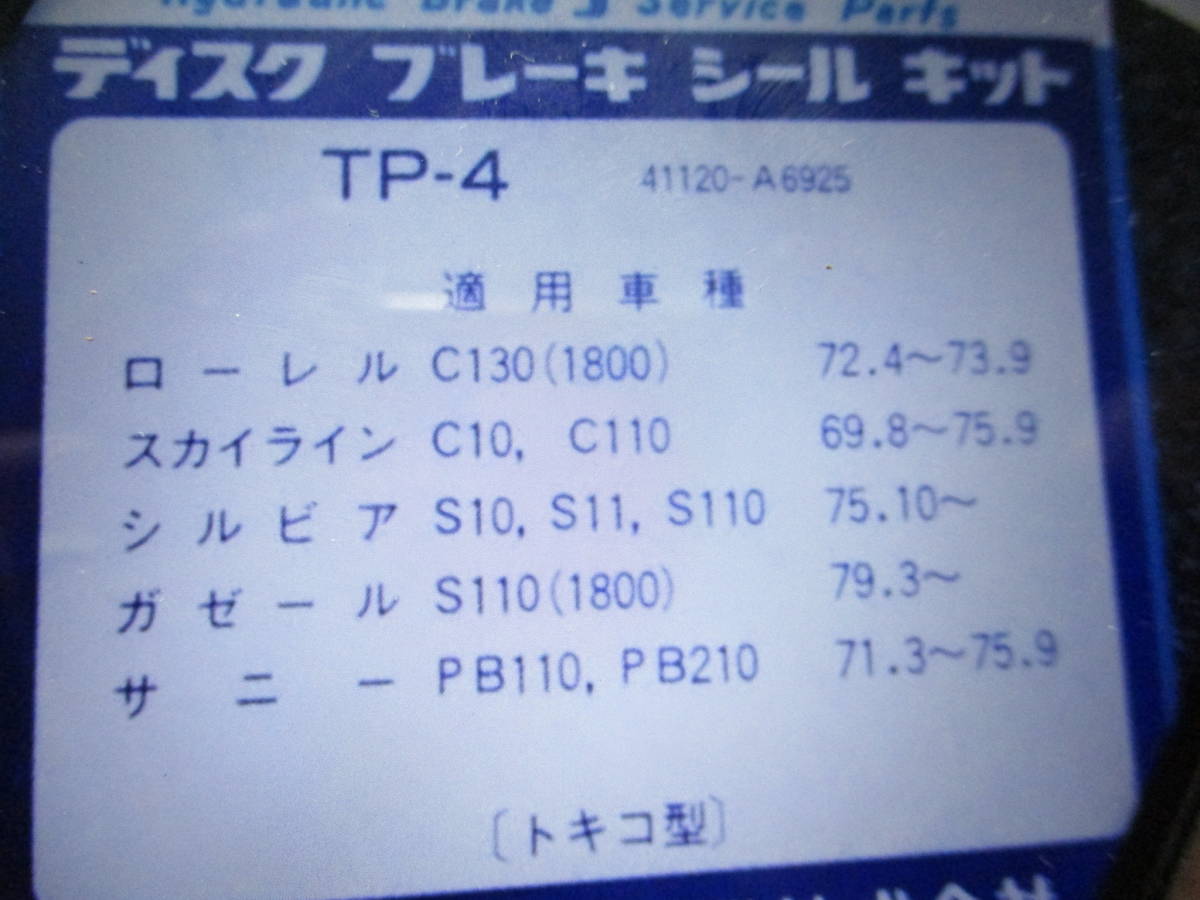 Hydraulic Brake Service Parts
ディスク ブレーキ シール キット
TP-4 41120-A6925
適用車種
ローレル C130(1800) 72.4～73.9
スカイライン C10, C110 69.8～75.9
シルビア S10, S11, S110 75.10～
ガゼール S110(1800) 79.3～
サニー PB110, PB210 71.3～75.9
〔トキコ型〕
株式会社